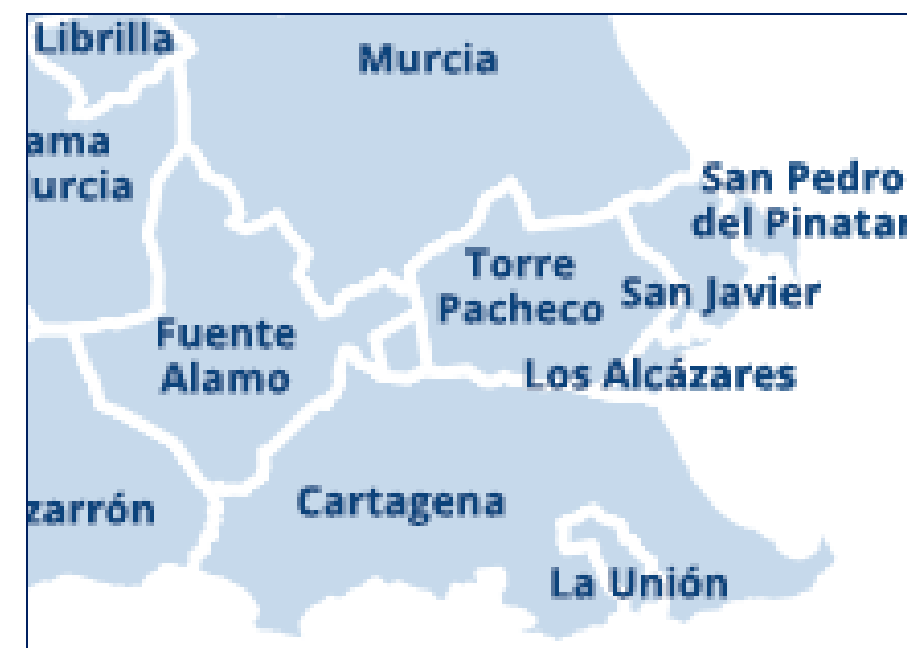 Librilla
Murcia
ama
urcia
San Pedro
del Pinatar
Torre
Pacheco
San Javier
Fuente
Alamo
Los Alcázares
zarrón
Cartagena
La Unión